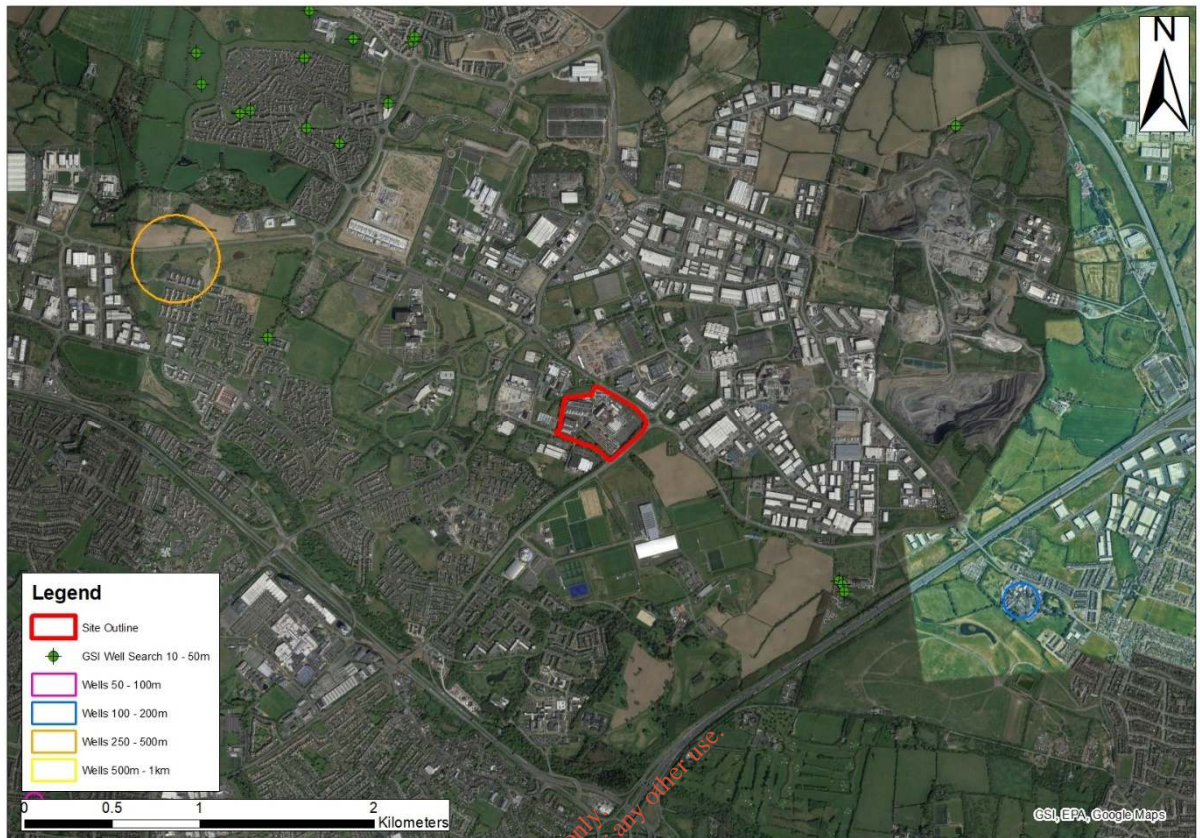 N
Legend
Site Outline
GSI Well Search 10 - 50m
Wells 50 - 100m
Wells 100 - 200m
Wells 250 - 500m
Wells 500m - 1km
0 0.5 1 2
Kilometers
only
any other use.
GSI, EPA, Google Maps